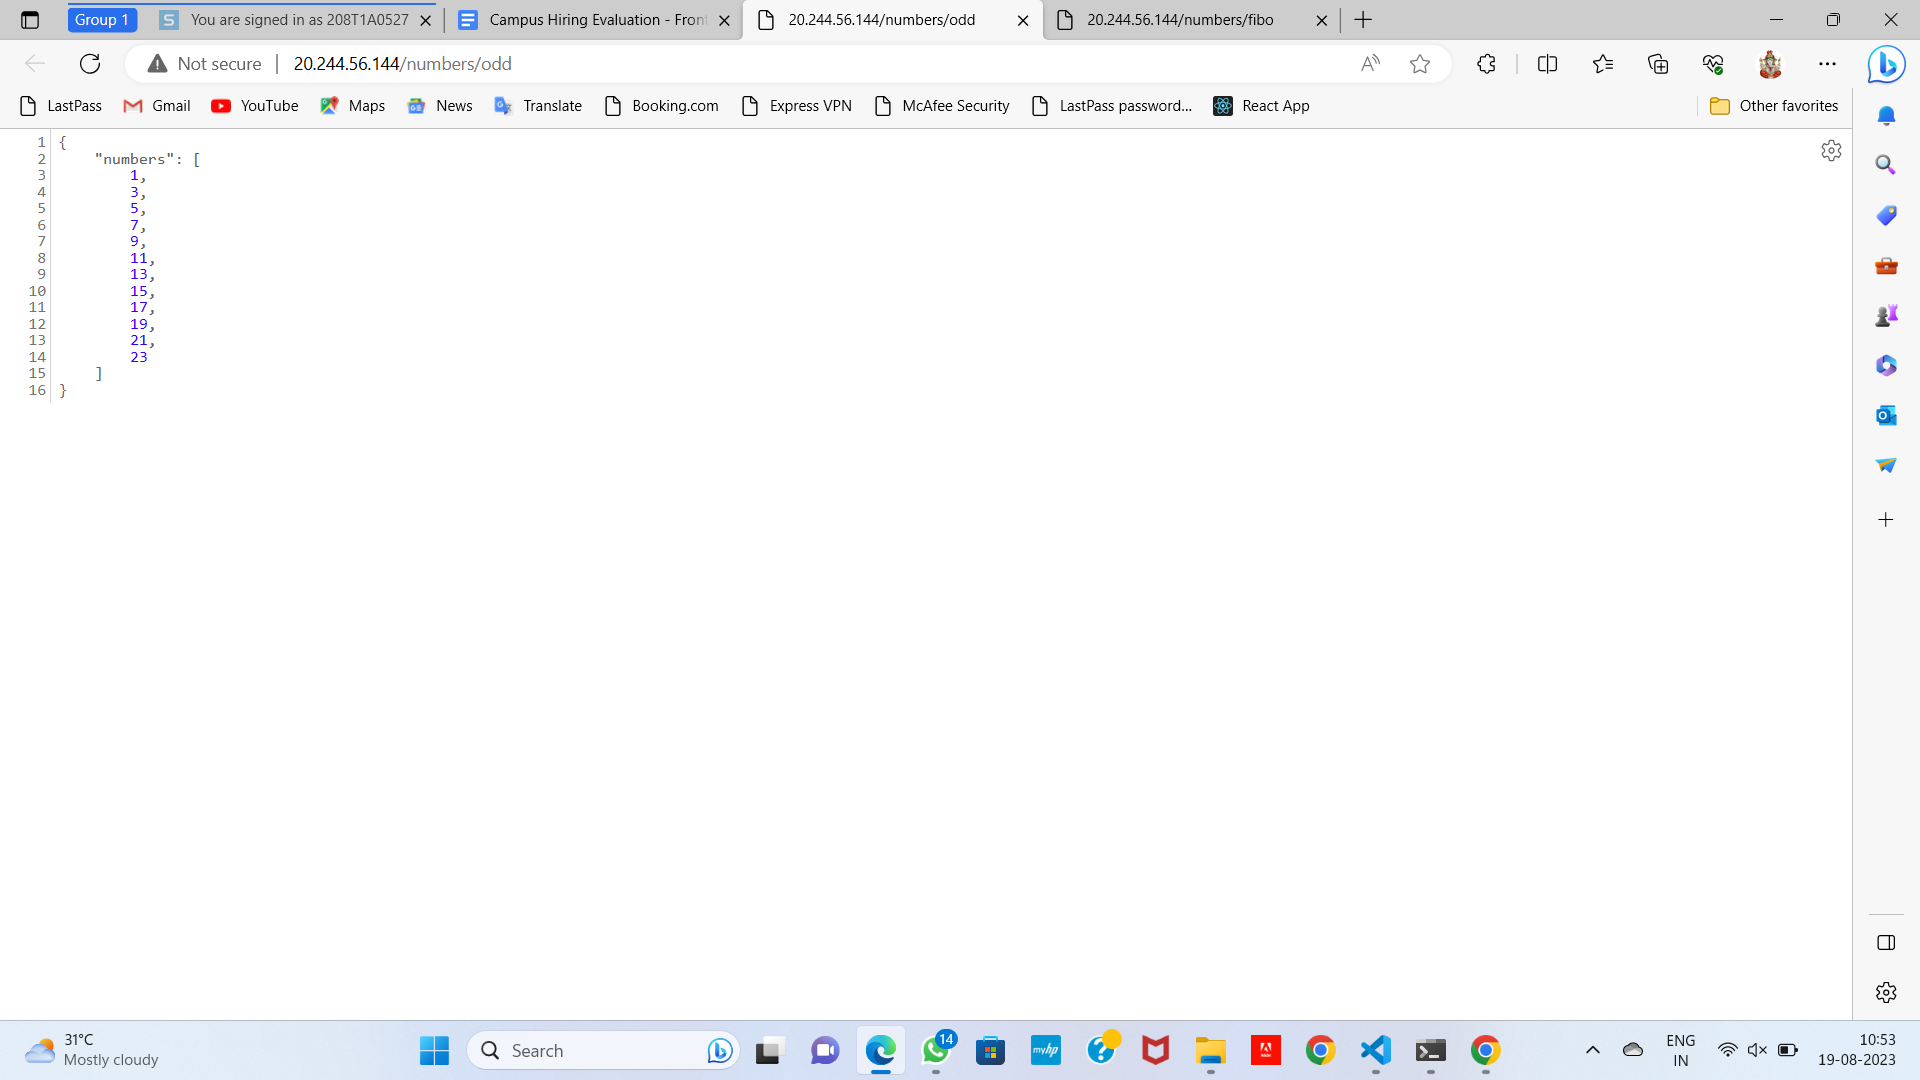 Group 1
You are signed in as 208T1A0527
Campus Hiring Evaluation - Fron
20.244.56.144/numbers/odd
20.244.56.144/numbers/fibo
Not secure
20.244.56.144/numbers/odd
LastPass
Gmail
YouTube
Maps
News
Translate
Booking.com
Express VPN
McAfee Security
LastPass password...
React App
Other favorites
1 {
2 "numbers": [
3 1,
4 3,
5 5,
6 7,
7 9,
8 11,
9 13,
10 15,
11 17,
12 19,
13 21,
14 23
15 ]
16 }
31°C
Mostly cloudy
Search
14
myhp
ENG
IN
10:53
19-08-2023